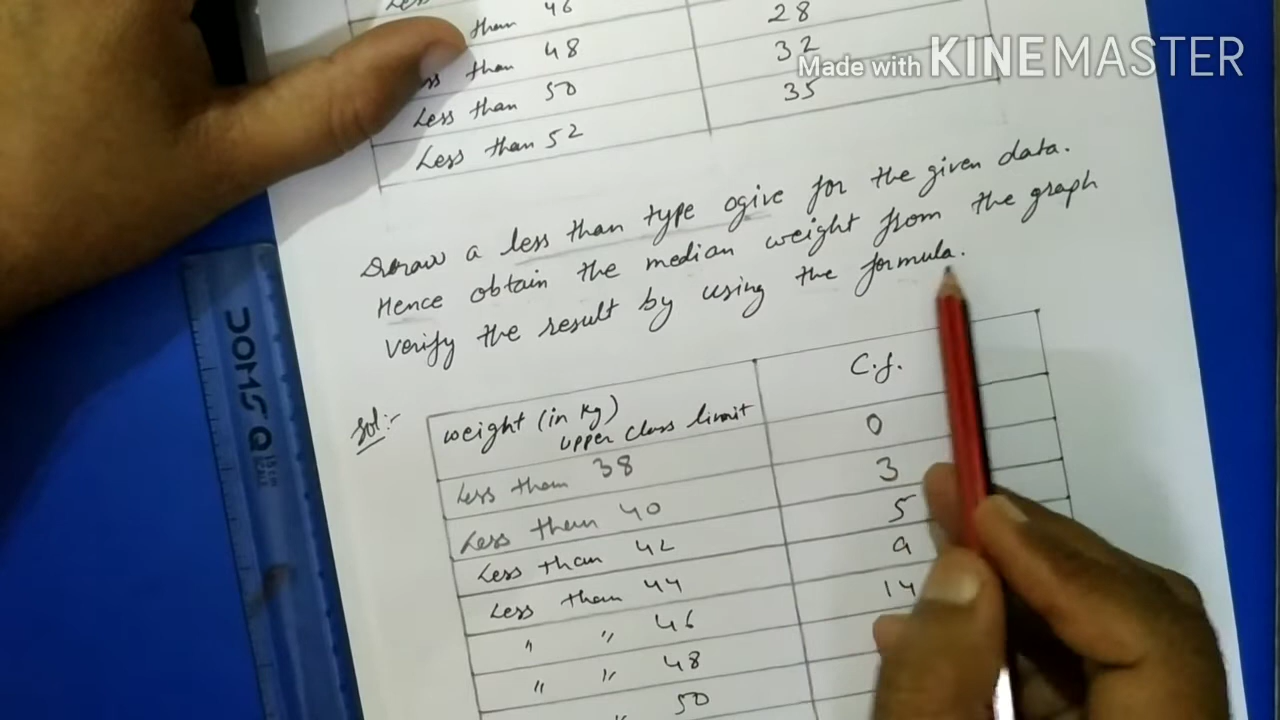 than 46
28
than 48
32
Made with KINEMASTER
Less than 50
35
Less than 52
Draw a less than type ogive for the given data.
Hence obtain the median weight from the graph
verify the result by using the formula.
DOMS
Sol:-
weight (in kg)
upper class limit
C.f.
Less than 38
0
Less than 40
3
Less than 42
5
Less than 44
9
" " 46
14
" " 48
" 50